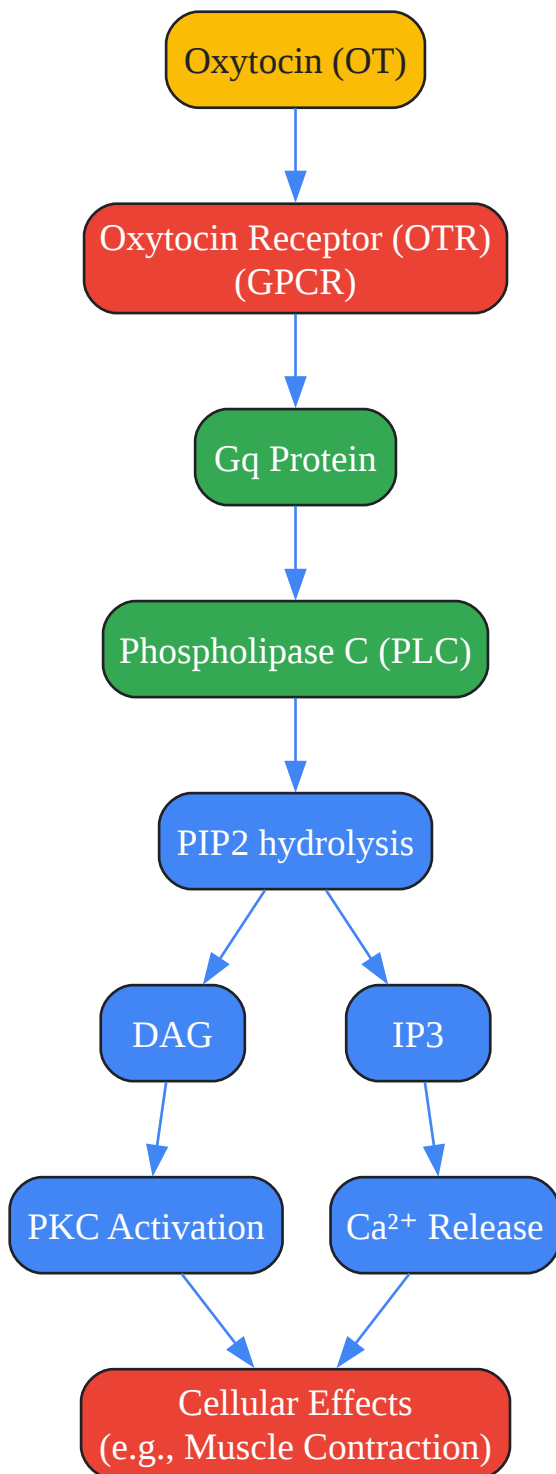 Oxytocin (OT)
Oxytocin Receptor (OTR)
(GPCR)
Gq Protein
Phospholipase C (PLC)
PIP2 hydrolysis
DAG
IP3
PKC Activation
Ca²⁺ Release
Cellular Effects
(e.g., Muscle Contraction)